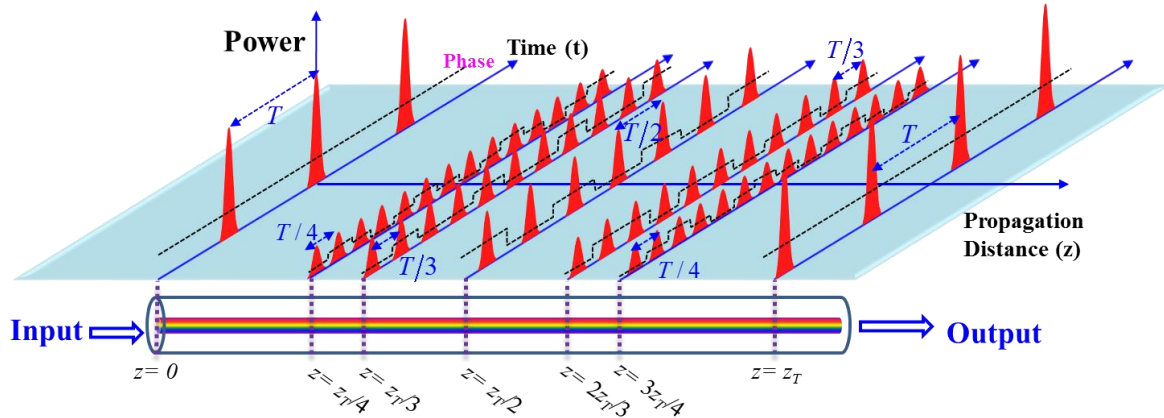 Power
Phase
Time (t)
T
T/3
T/2
T
T/4
T/3
T/4
Propagation
Distance (z)
Input
Output
z= 0
z= z_T/4
z= z_T/3
z= z_T/2
z= 2z_T/3
z= 3z_T/4
z= z_T